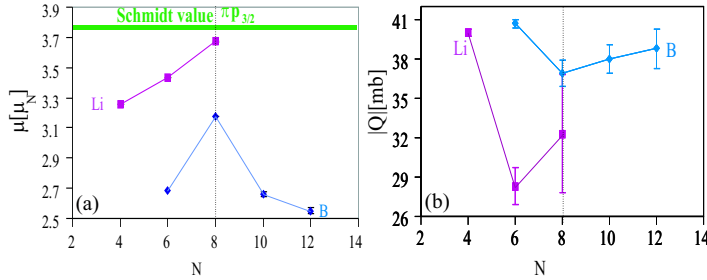 Schmidt value πp3/2
3.9
3.7
3.5
3.3
3.1
2.9
2.7
2.5
μ[μN]
Li
B
(a)
2 4 6 8 10 12 14
N
41
38
35
32
29
26
|Q|[mb]
Li
B
(b)
2 4 6 8 10 12 14
N